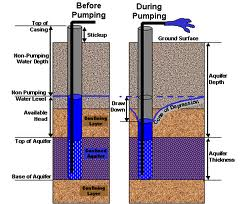 Before
Pumping
During
Pumping
Top of
Casing
Stickup
Ground Surface
Non-Pumping
Water Depth
Aquifer
Depth
Non Pumping
Water Level
Draw
Down
Cone of Depression
Available
Head
Confining
Layer
Top of Aquifer
Confined Aquifer
Aquifer
Thickness
Base of Aquifer
Confining
Layer